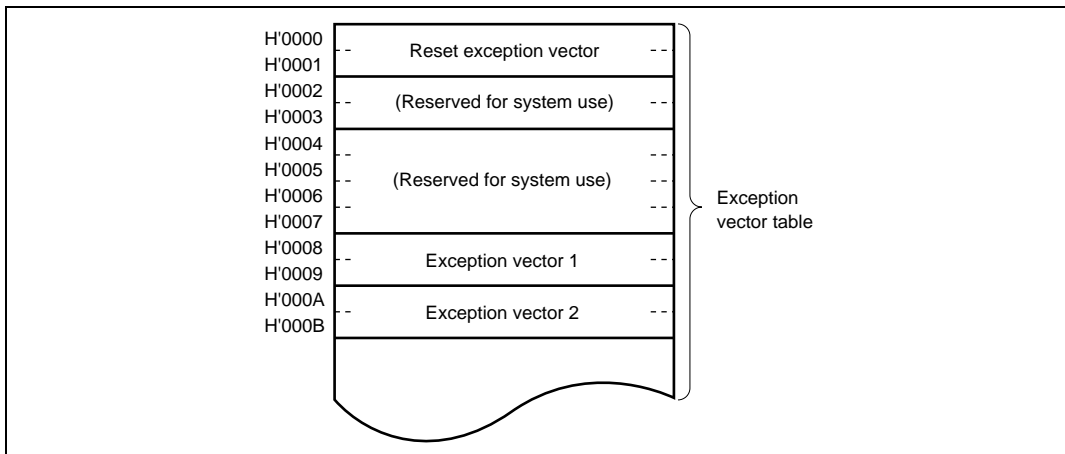 H'0000
H'0001
Reset exception vector
H'0002
H'0003
(Reserved for system use)
H'0004
H'0005
H'0006
H'0007
(Reserved for system use)
H'0008
H'0009
Exception vector 1
H'000A
H'000B
Exception vector 2
Exception
vector table